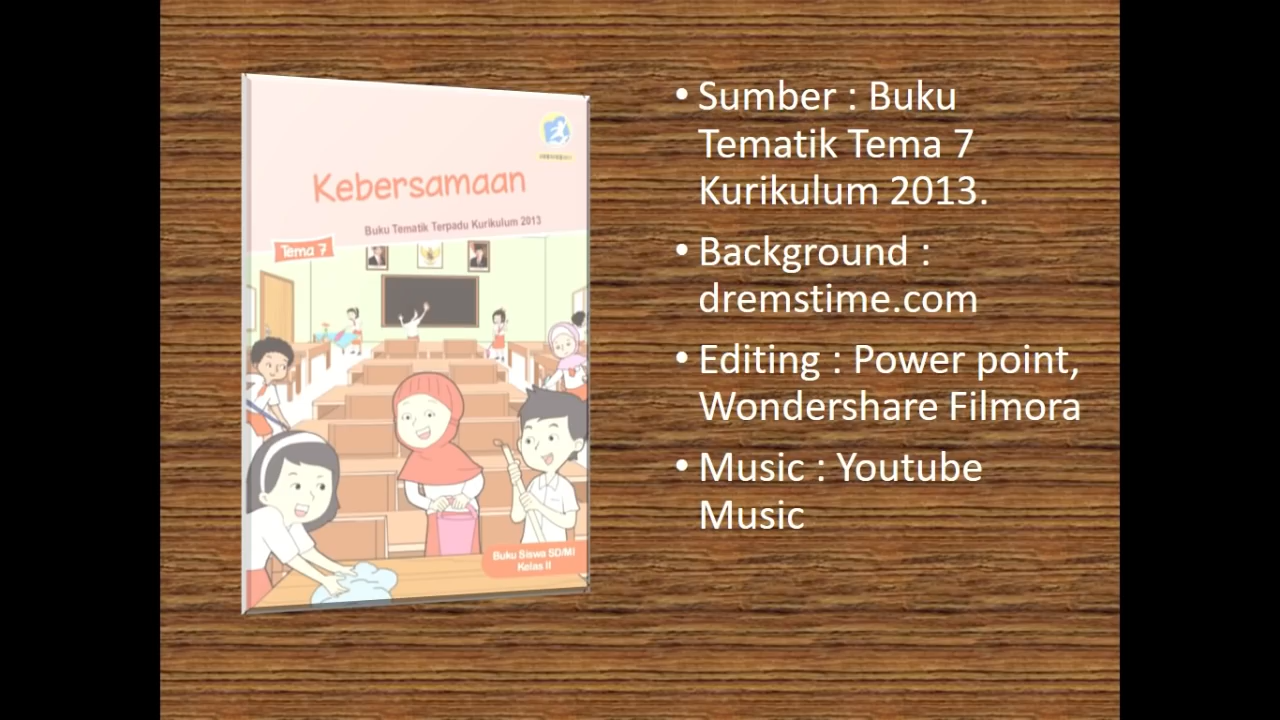 Kebersamaan
Buku Tematik Terpadu Kurikulum 2013
Tema 7
Buku Siswa SD/MI
Kelas II
• Sumber : Buku
Tematik Tema 7
Kurikulum 2013.
• Background :
dremstime.com
• Editing : Power point,
Wondershare Filmora
• Music : Youtube
Music